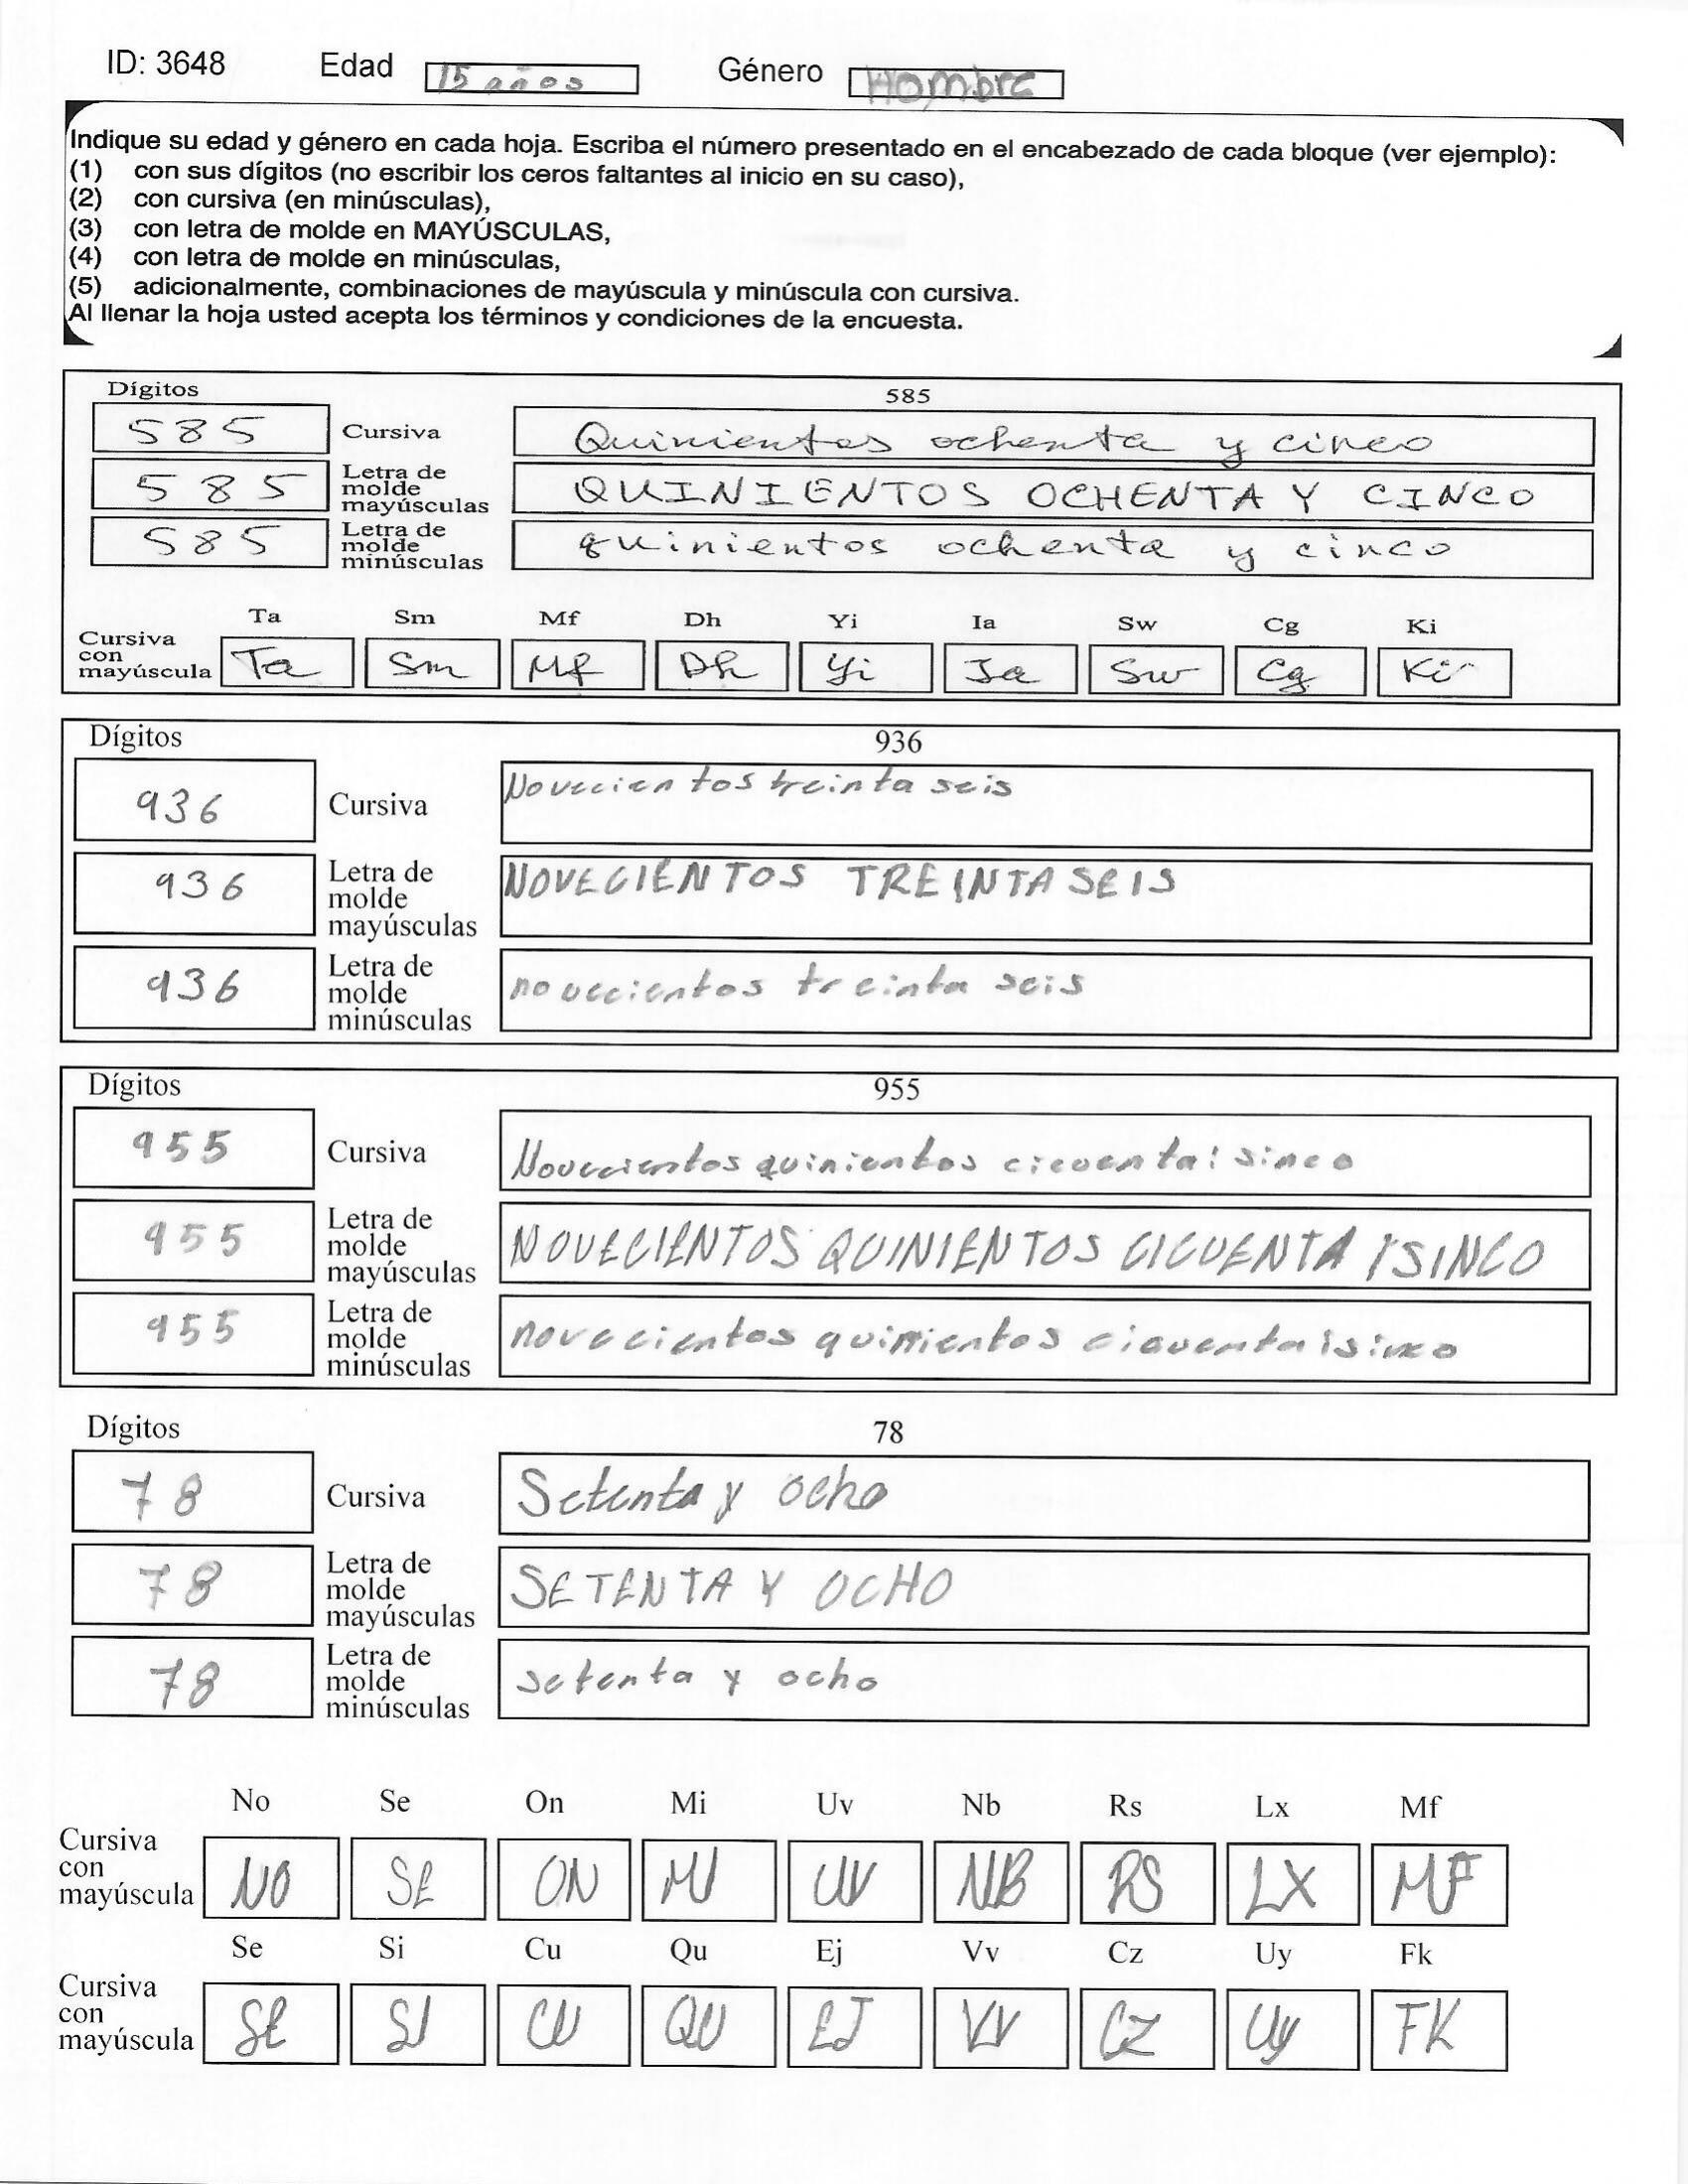 ID: 3648 Edad 15 años Género Hombre
Indique su edad y género en cada hoja. Escriba el número presentado en el encabezado de cada bloque (ver ejemplo):
(1) con sus dígitos (no escribir los ceros faltantes al inicio en su caso),
(2) con cursiva (en minúsculas),
(3) con letra de molde en MAYÚSCULAS,
(4) con letra de molde en minúsculas,
(5) adicionalmente, combinaciones de mayúscula y minúscula con cursiva.
Al llenar la hoja usted acepta los términos y condiciones de la encuesta.
Dígitos 585
585 Cursiva Quinientos ochenta y cinco
585 Letra de molde mayúsculas QUINIENTOS OCHENTA Y CINCO
585 Letra de molde minúsculas quinientos ochenta y cinco
Ta Sm Mf Dh Yi Ia Sw Cg Ki
Cursiva con mayúscula Ta Sm Mf Dh Yi Ia Sw Cg Ki
Dígitos 936
936 Cursiva Novecientos treinta seis
936 Letra de molde mayúsculas NOVECIENTOS TREINTA SEIS
936 Letra de molde minúsculas novecientos treinta seis
Dígitos 955
955 Cursiva Novecientos quinientos cicuenta i sinco
955 Letra de molde mayúsculas NOVECIENTOS QUINIENTOS CICUENTA ISINCO
955 Letra de molde minúsculas novecientos quinientos
Dígitos 78
78 Cursiva Setenta y ocho
78 Letra de molde mayúsculas SETENTA Y OCHO
78 Letra de molde minúsculas setenta y ocho
No Se On Mi Uv Nb Rs Lx Mf
Cursiva con mayúscula NO SE ON MI UV NB RS LX MF
Se Si Cu Qu Ej Vv Cz Uy Fk
Cursiva con mayúscula SE SI CU QU EJ VV CZ Uy FK